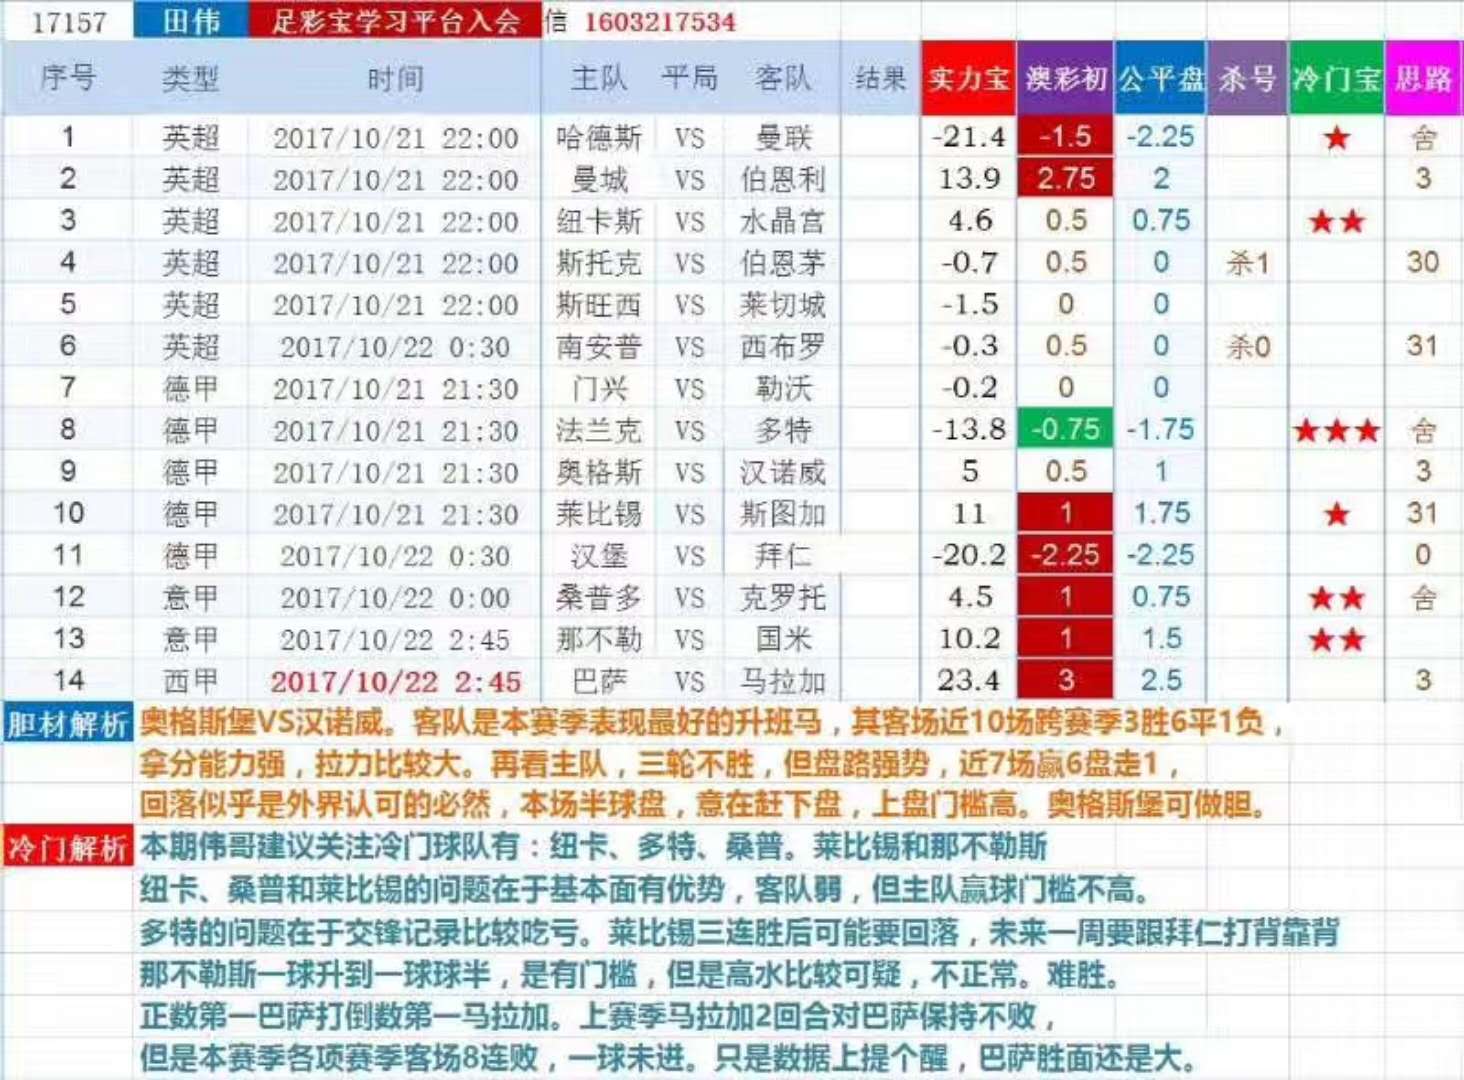 17157 田伟 足彩宝学习平台入会 信 1603217534
序号 类型 时间 主队 平局 客队 结果 实力宝 澳彩初 公平盘 杀号 冷门宝 思路
1 英超 2017/10/21 22:00 哈德斯 VS 曼联 -21.4 -1.5 -2.25 ★ 舍
2 英超 2017/10/21 22:00 曼城 VS 伯恩利 13.9 2.75 2 3
3 英超 2017/10/21 22:00 纽卡斯 VS 水晶宫 4.6 0.5 0.75 ★★
4 英超 2017/10/21 22:00 斯托克 VS 伯恩茅 -0.7 0.5 0 杀1 30
5 英超 2017/10/21 22:00 斯旺西 VS 莱切城 -1.5 0 0
6 英超 2017/10/22 0:30 南安普 VS 西布罗 -0.3 0.5 0 杀0 31
7 德甲 2017/10/21 21:30 门兴 VS 勒沃 -0.2 0 0
8 德甲 2017/10/21 21:30 法兰克 VS 多特 -13.8 -0.75 -1.75 ★★★ 舍
9 德甲 2017/10/21 21:30 奥格斯 VS 汉诺威 5 0.5 1 3
10 德甲 2017/10/21 21:30 莱比锡 VS 斯图加 11 1 1.75 ★ 31
11 德甲 2017/10/22 0:30 汉堡 VS 拜仁 -20.2 -2.25 -2.25 0
12 意甲 2017/10/22 0:00 桑普多 VS 克罗托 4.5 1 0.75 ★★ 舍
13 意甲 2017/10/22 2:45 那不勒 VS 国米 10.2 1 1.5 ★★
14 西甲 2017/10/22 2:45 巴萨 VS 马拉加 23.4 3 2.5 3
胆材解析 奥格斯堡VS汉诺威。客队是本赛季表现最好的升班马，其客场近10场跨赛季3胜6平1负，
拿分能力强，拉力比较大。再看主队，三轮不胜，但盘路强势，近7场赢6盘走1，
回落似乎是外界认可的必然，本场半球盘，意在赶下盘，上盘门槛高。奥格斯堡可做胆。
冷门解析 本期伟哥建议关注冷门球队有：纽卡、多特、桑普。莱比锡和那不勒斯
纽卡、桑普和莱比锡的问题在于基本面有优势，客队弱，但主队赢球门槛不高。
多特的问题在于交锋记录比较吃亏。莱比锡三连胜后可能要回落，未来一周要跟拜仁打背靠背
那不勒斯一球升到一球球半，是有门槛，但是高水比较可疑，不正常。难胜。
正数第一巴萨打倒数第一马拉加。上赛季马拉加2回合对巴萨保持不败，
但是本赛季各项赛季客场8连败，一球未进。只是数据上提个醒，巴萨胜面还是大。